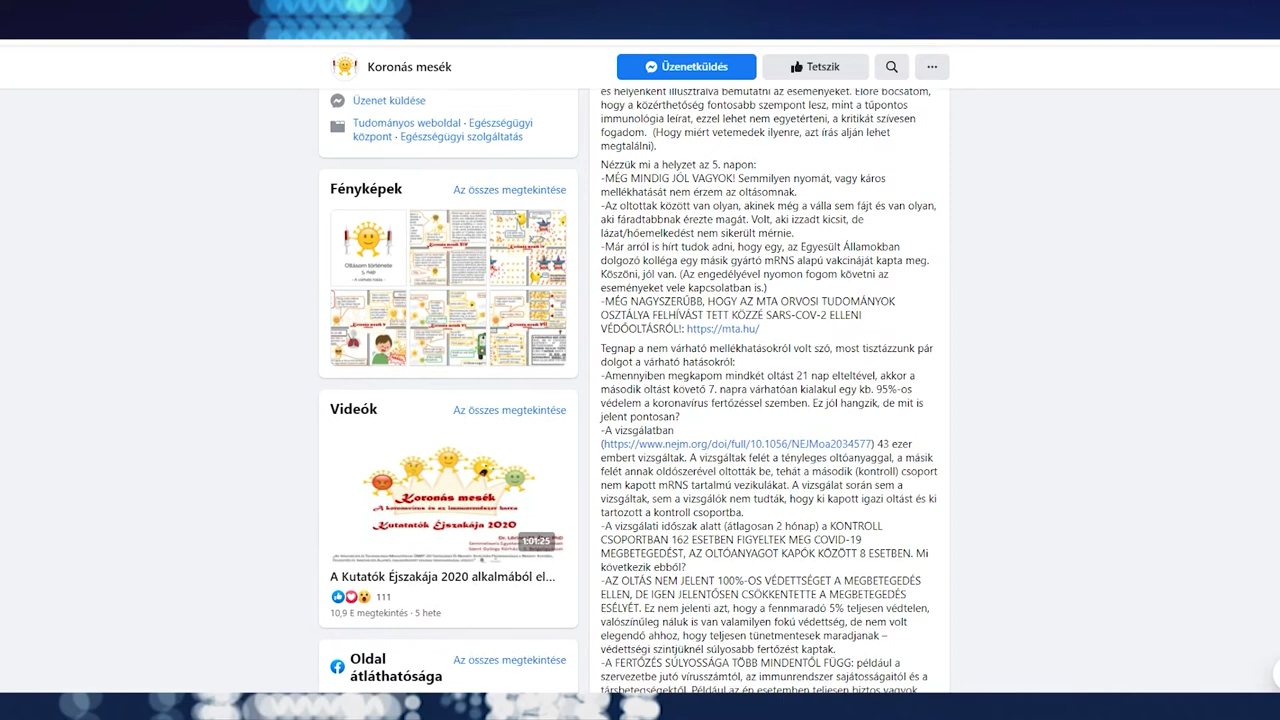 Koronás mesék
Üzenetküldés
Tetszik
Üzenet küldése
Tudományos weboldal · Egészségügyi
központ · Egészségügyi szolgáltatás
Fényképek
Az összes megtekintése
Oltásom története
5. nap
Videók
Az összes megtekintése
Koronás mesék
A koronavírus és az immunrendszer harca
Kutatók Éjszakája 2020
1:01:25
A Kutatók Éjszakája 2020 alkalmából el...
111
10,9 E megtekintés · 5 hete
Oldal
átláthatósága
Az összes megtekintése
és helyenként illusztrálva bemutatni az eseményeket. Előre bocsátom,
hogy a közérthetőség fontosabb szempont lesz, mint a tűpontos
immunológia leírat, ezzel lehet nem egyetérteni, a kritikát szívesen
fogadom. (Hogy miért vetemedek ilyenre, azt írás alján lehet
megtalálni).
Nézzük mi a helyzet az 5. napon:
-MÉG MINDIG JÓL VAGYOK! Semmilyen nyomát, vagy káros
mellékhatását nem érzem az oltásomnak.
-Az oltottak között van olyan, akinek még a válla sem fájt és van olyan,
aki fáradtabbnak érezte magát. Volt, aki izzadt kicsit, de
lázat/hőemelkedést nem sikerült mérnie.
-Már arról is hírt tudok adni, hogy egy, az Egyesült Államokban
dolgozó kolléga egy másik gyártó mRNS alapú vakcináját kapta meg.
Köszöni, jól van. (Az engedélyével nyomon fogom követni az
eseményeket vele kapcsolatban is.)
-MÉG NAGYSZERŰBB, HOGY AZ MTA ORVOSI TUDOMÁNYOK
OSZTÁLYA FELHÍVÁST TETT KÖZZÉ SARS-COV-2 ELLENI
VÉDŐOLTÁSRÓL!: https://mta.hu/
Tegnap a nem várható mellékhatásokról volt szó, most tisztázzunk pár
dolgot a várható hatásokról:
-Amennyiben megkapom mindkét oltást 21 nap elteltével, akkor a
második oltást követő 7. napra várhatóan kialakul egy kb. 95%-os
védelem a koronavírus fertőzéssel szemben. Ez jól hangzik, de mit is
jelent pontosan?
-A vizsgálatban
(https://www.nejm.org/doi/full/10.1056/NEJMoa2034577) 43 ezer
embert vizsgáltak. A vizsgáltak felét a tényleges oltóanyaggal, a másik
felét annak oldószerével oltották be, tehát a második (kontroll) csoport
nem kapott mRNS tartalmú vezikulákat. A vizsgálat során sem a
vizsgáltak, sem a vizsgálók nem tudták, hogy ki kapott igazi oltást és ki
tartozott a kontroll csoportba.
-A vizsgálati időszak alatt (átlagosan 2 hónap) a KONTROLL
CSOPORTBAN 162 ESETBEN FIGYELTEK MEG COVID-19
MEGBETEGEDÉST, AZ OLTÓANYAGOT KAPÓK KÖZÖTT 8 ESETBEN. Mi
következik ebből?
-AZ OLTÁS NEM JELENT 100%-OS VÉDETTSÉGET A MEGBETEGEDÉS
ELLEN, DE IGEN JELENTŐSEN CSÖKKENTETTE A MEGBETEGEDÉS
ESÉLYÉT. Ez nem jelenti azt, hogy a fennmaradó 5% teljesen védtelen,
valószínűleg náluk is van valamilyen fokú védettség, de nem volt
elegendő ahhoz, hogy teljesen tünetmentesek maradjanak –
védettségi szintjüknél súlyosabb fertőzést kaptak.
-A FERTŐZÉS SÚLYOSSÁGA TÖBB MINDENTŐL FÜGG: például a
szervezetbe jutó vírusszámtól, az immunrendszer sajátosságaitól és a
társbetegségektől. Például az én esetemben teljesen biztos vagyok